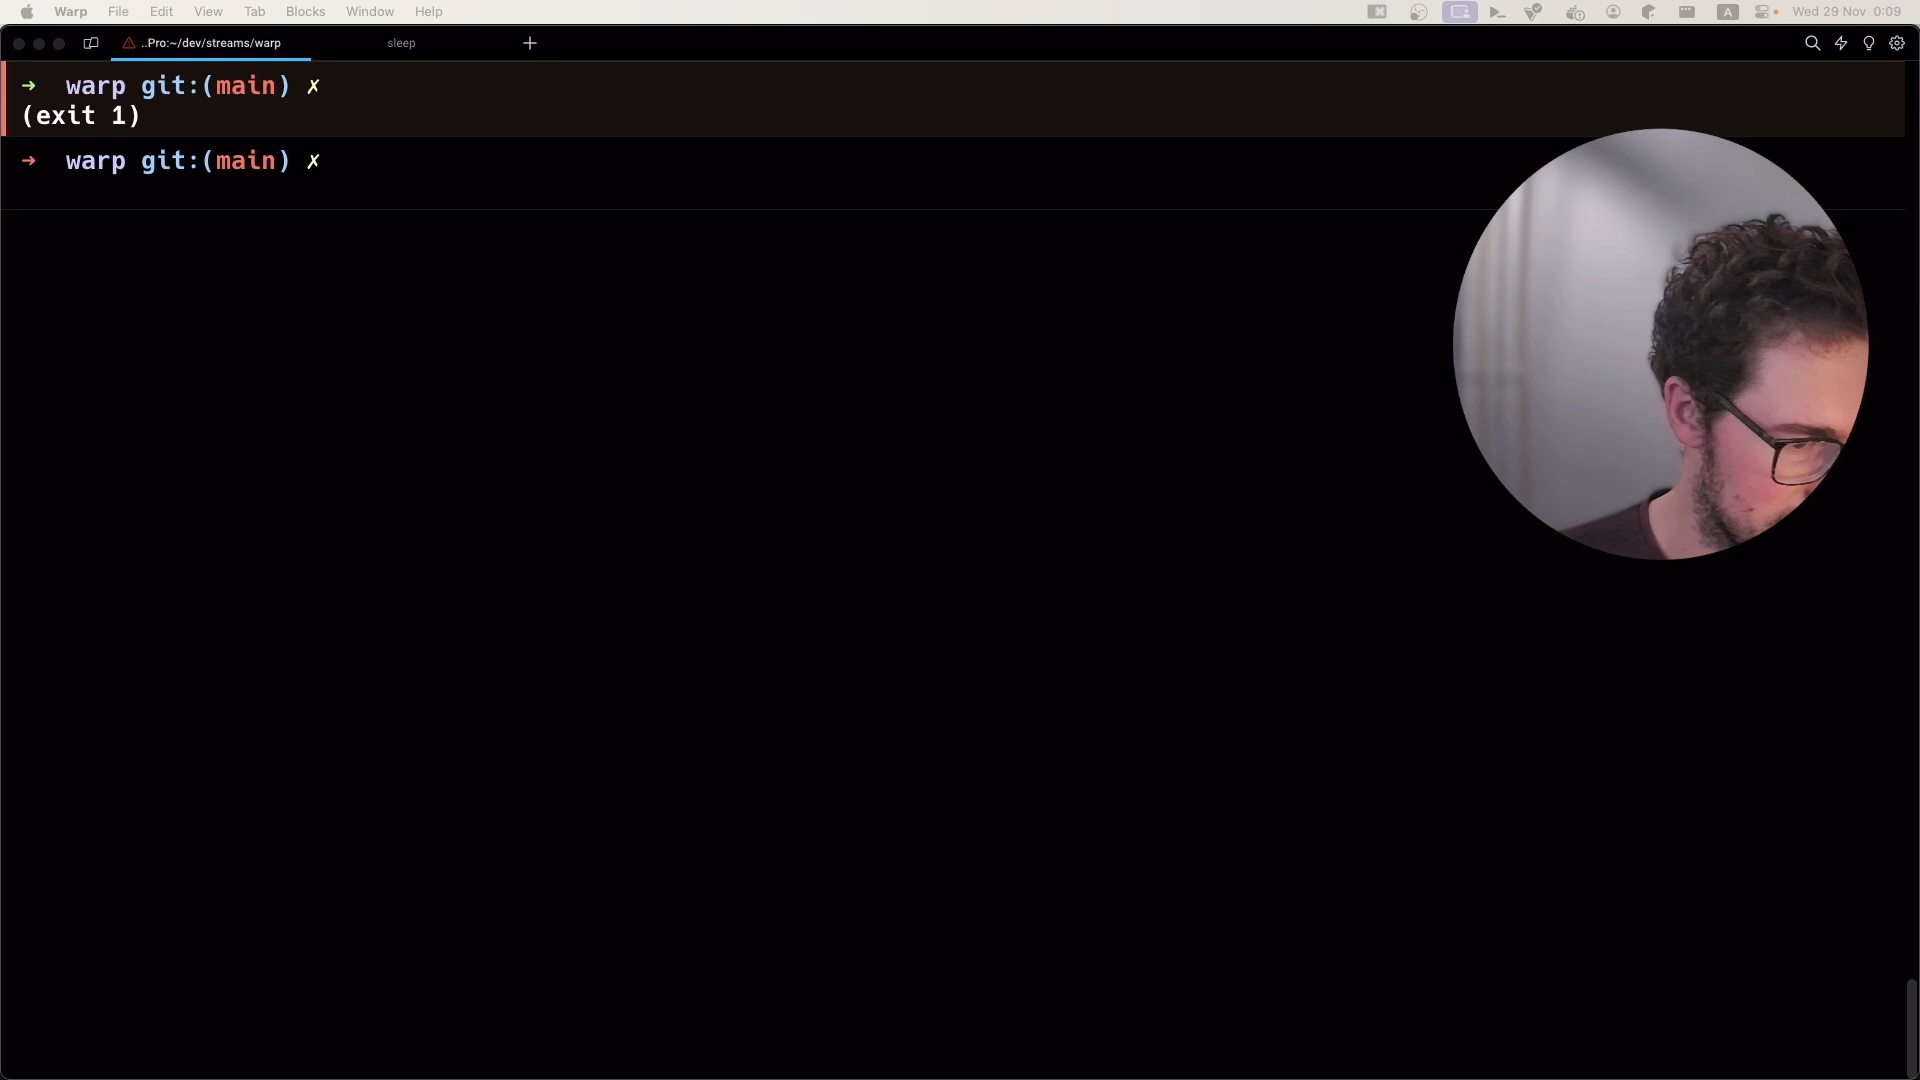 Warp File Edit View Tab Blocks Window Help A Wed 29 Nov 0:09
..Pro:~/dev/streams/warp sleep +
➜ warp git:(main) ✗
(exit 1)
➜ warp git:(main) ✗